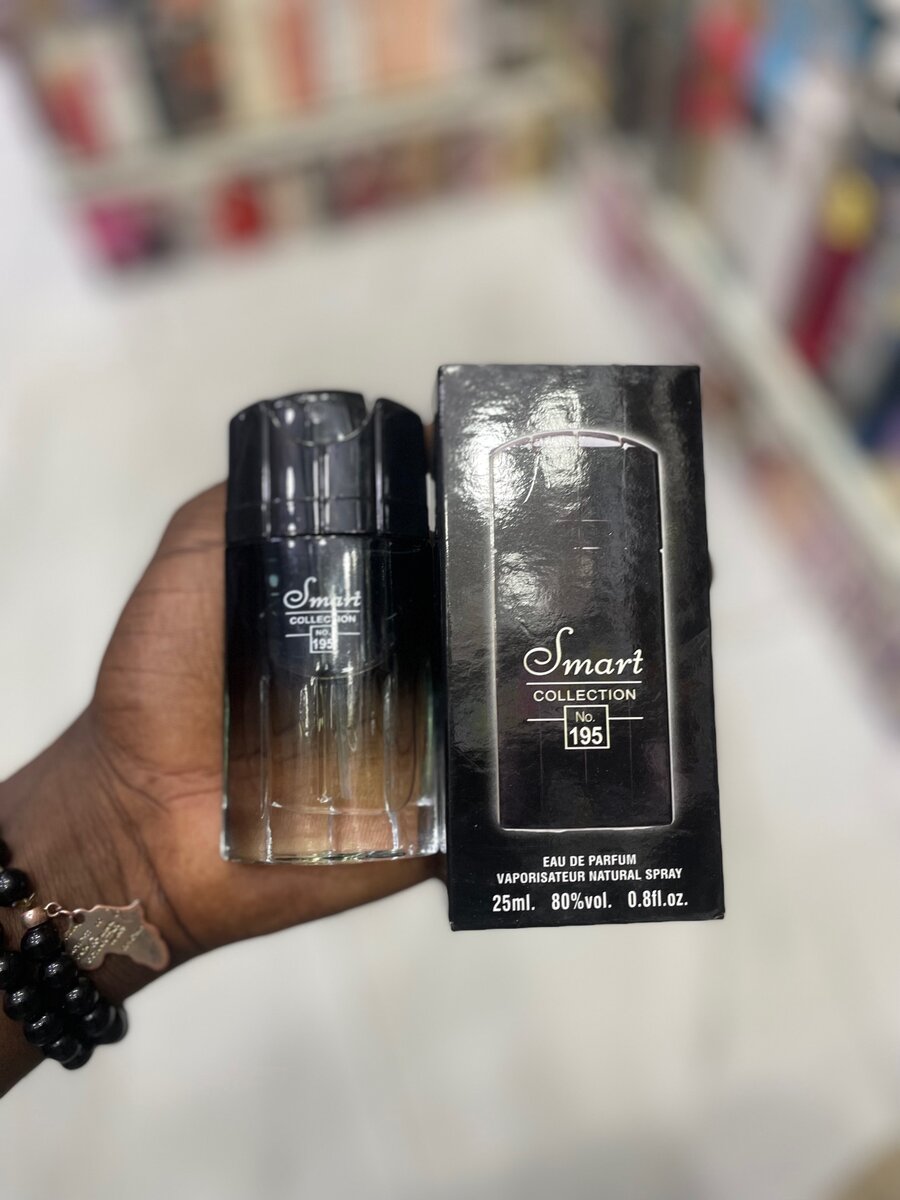 Smart
COLLECTION
No.
195
Smart
COLLECTION
No.
195
EAU DE PARFUM
VAPORISATEUR NATURAL SPRAY
25ml. 80%vol. 0.8fl.oz.